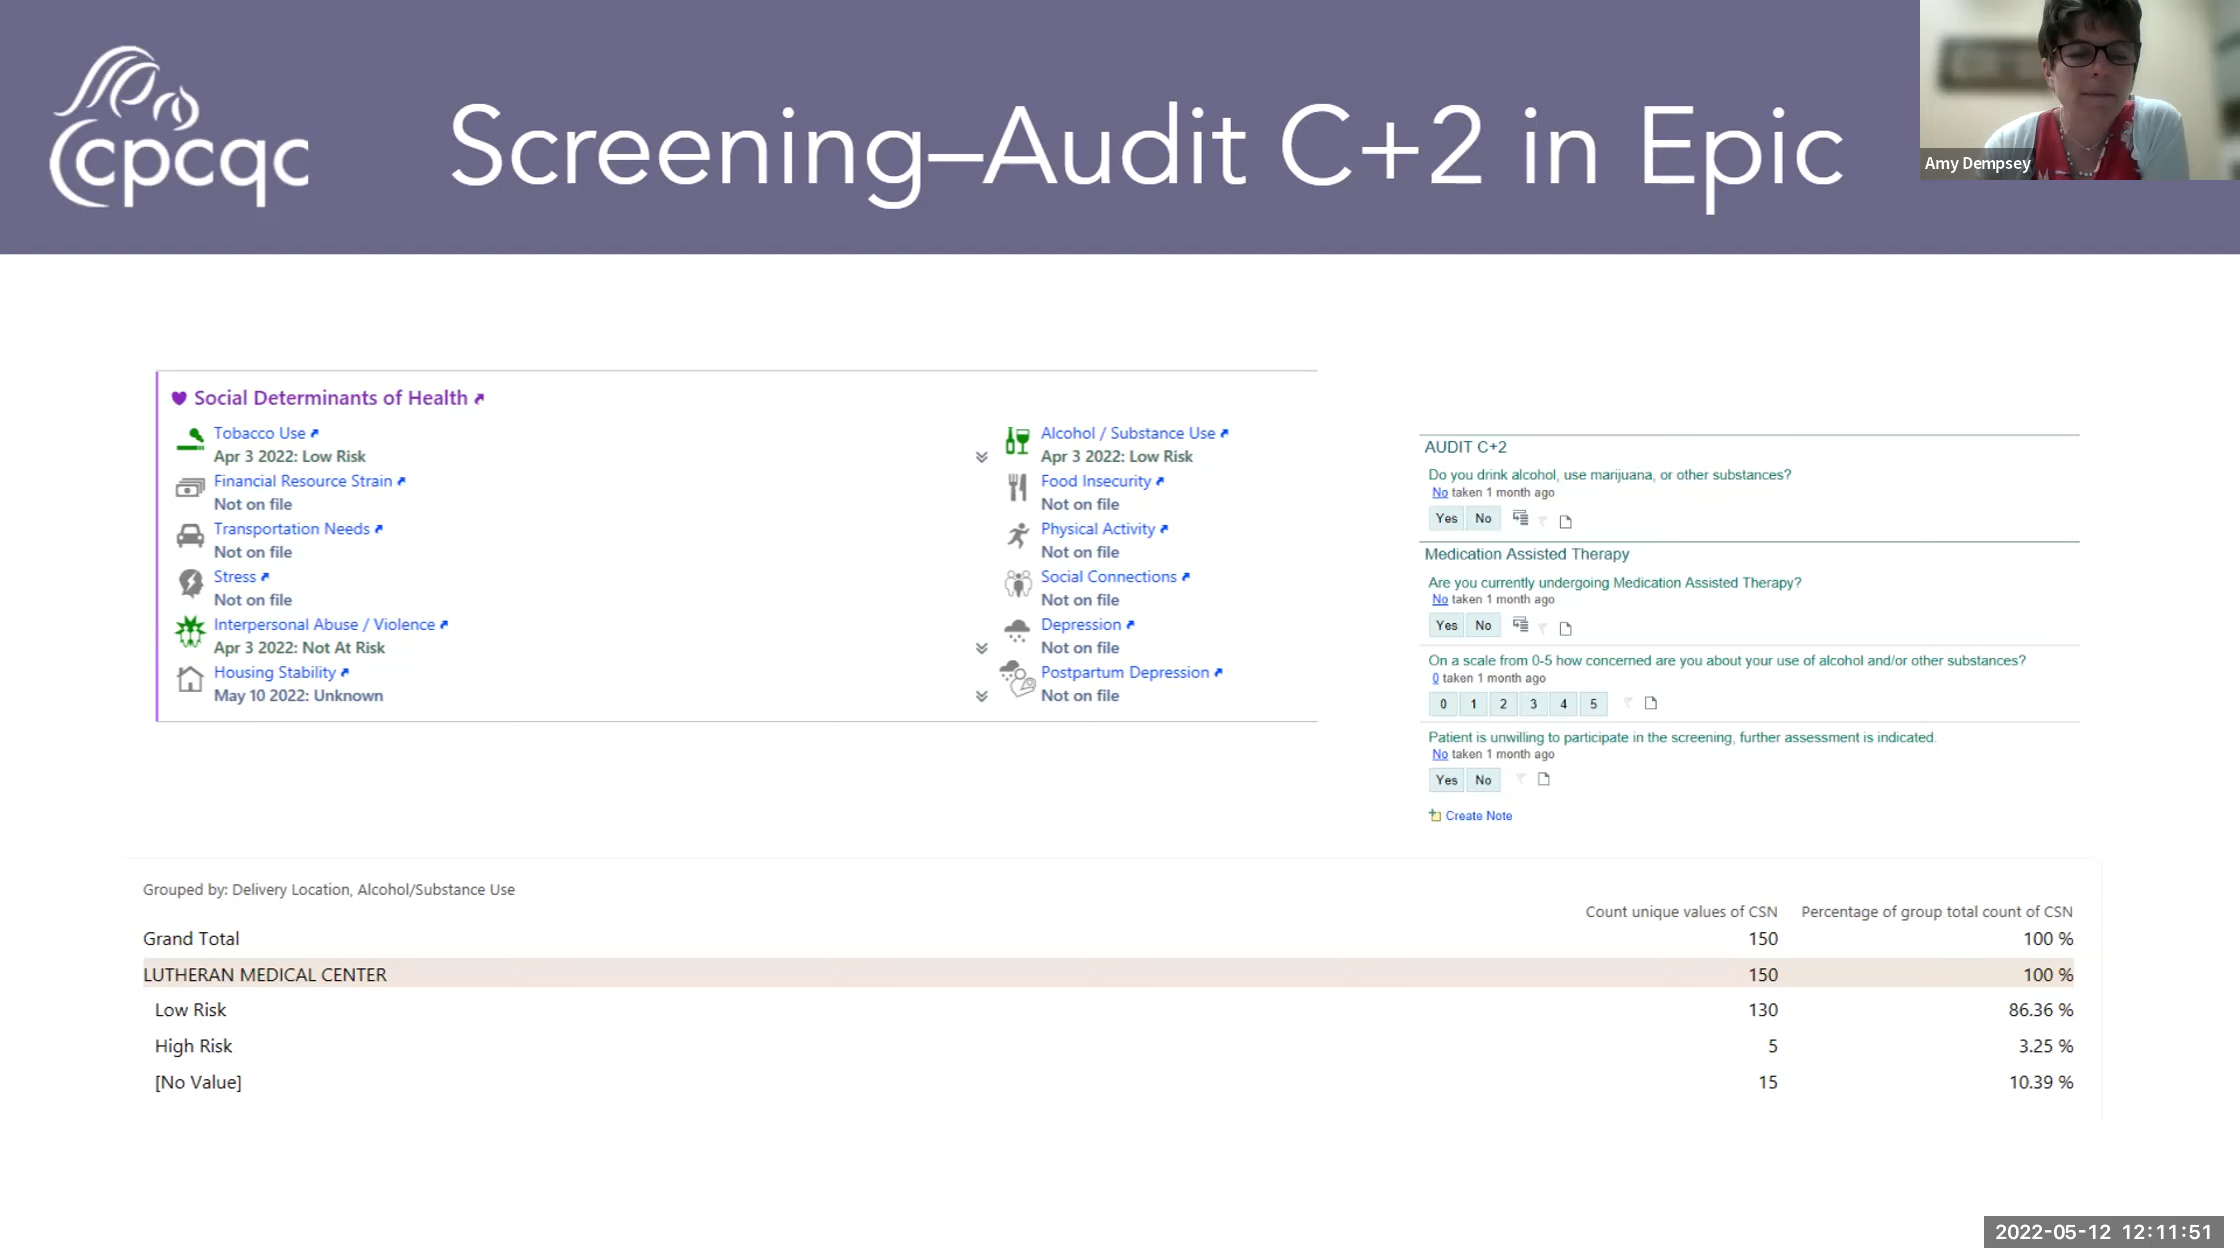 cpcqc
Screening–Audit C+2 in Epic
Amy Dempsey
Social Determinants of Health
Tobacco Use
Apr 3 2022: Low Risk
Financial Resource Strain
Not on file
Transportation Needs
Not on file
Stress
Not on file
Interpersonal Abuse / Violence
Apr 3 2022: Not At Risk
Housing Stability
May 10 2022: Unknown
Alcohol / Substance Use
Apr 3 2022: Low Risk
Food Insecurity
Not on file
Physical Activity
Not on file
Social Connections
Not on file
Depression
Not on file
Postpartum Depression
Not on file
AUDIT C+2
Do you drink alcohol, use marijuana, or other substances?
No taken 1 month ago
Yes No
Medication Assisted Therapy
Are you currently undergoing Medication Assisted Therapy?
No taken 1 month ago
Yes No
On a scale from 0-5 how concerned are you about your use of alcohol and/or other substances?
0 taken 1 month ago
0 1 2 3 4 5
Patient is unwilling to participate in the screening, further assessment is indicated.
No taken 1 month ago
Yes No
Create Note
Grouped by: Delivery Location, Alcohol/Substance Use
Count unique values of CSN Percentage of group total count of CSN
Grand Total 150 100 %
LUTHERAN MEDICAL CENTER 150 100 %
Low Risk 130 86.36 %
High Risk 5 3.25 %
[No Value] 15 10.39 %
2022-05-12 12:11:51